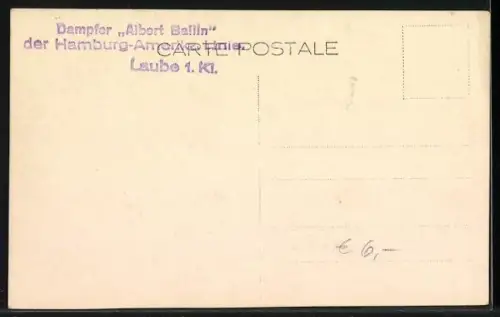 Dampfer „Albert Ballin"
der Hamburg-Amerika Linie.
CARTE POSTALE
Laube 1. Kl.
€ 6,-